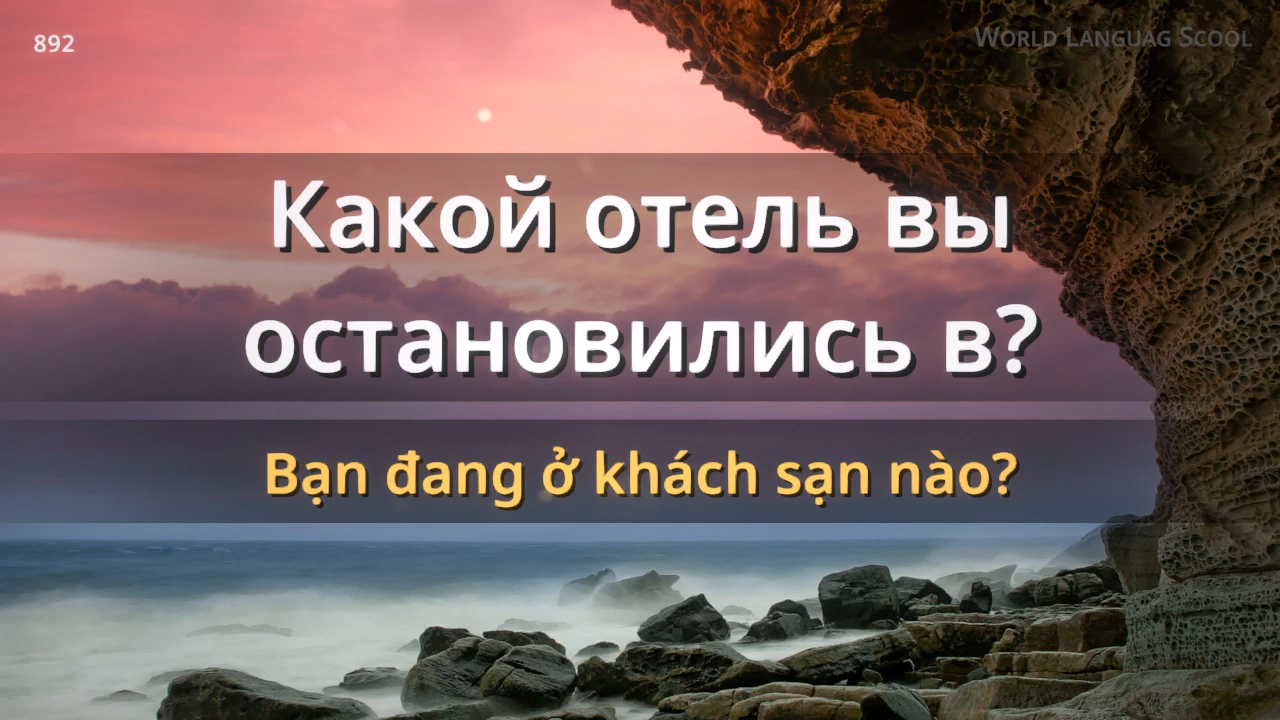 892
World Languag Scool
Какой отель вы
остановились в?
Bạn đang ở khách sạn nào?